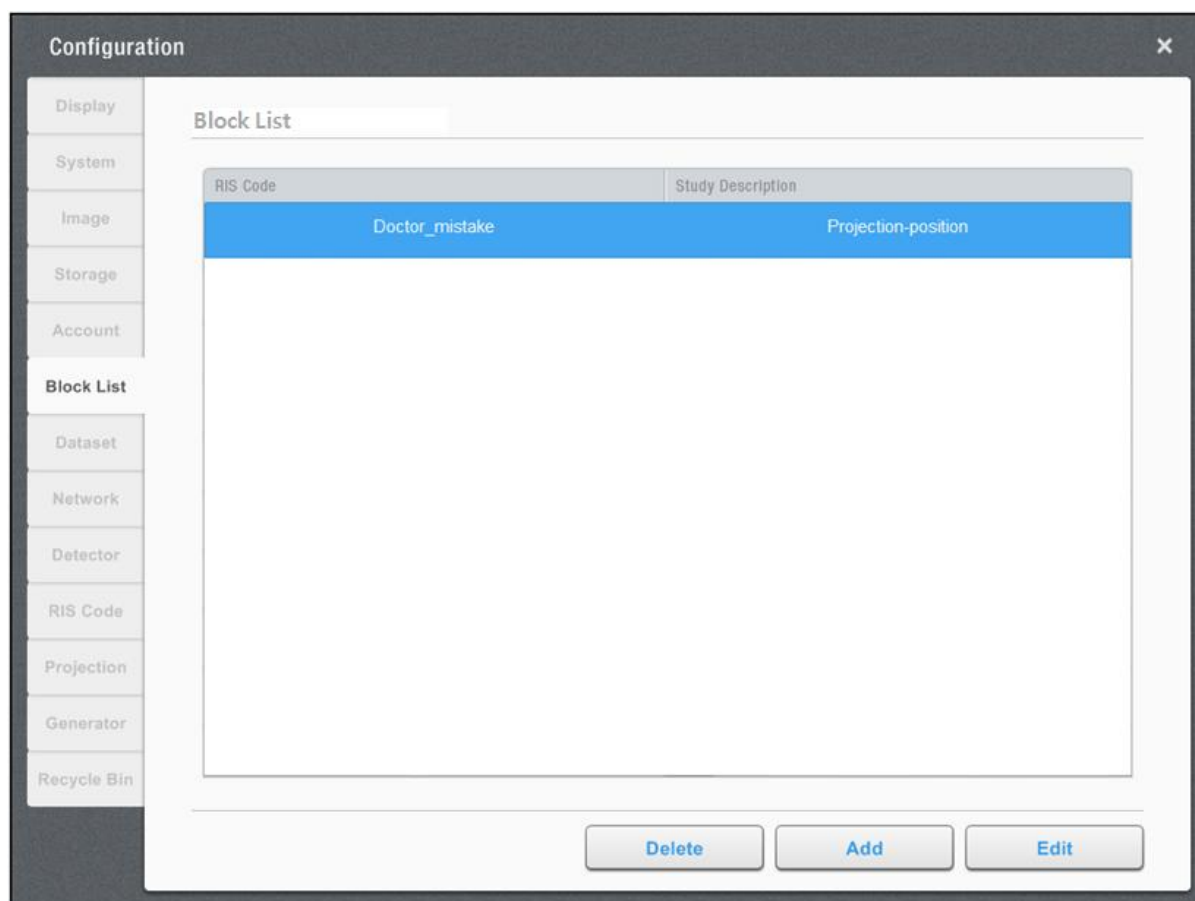 Configuration
Display
System
Image
Storage
Account
Block List
Dataset
Network
Detector
RIS Code
Projection
Generator
Recycle Bin
Block List
RIS Code Study Description
Doctor_mistake Projection-position
Delete Add Edit